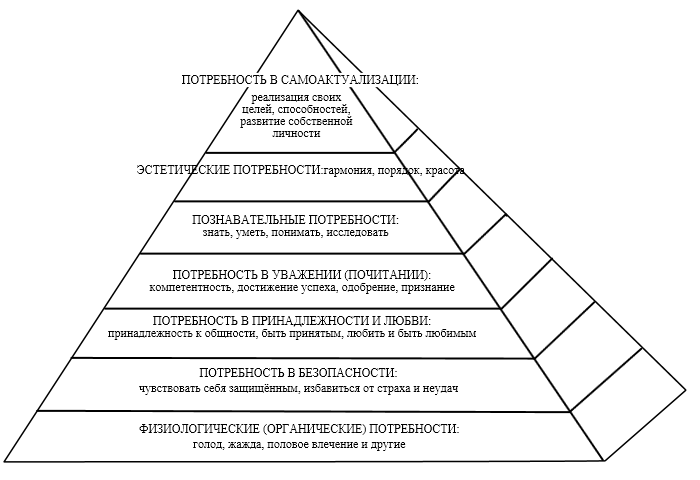 ПОТРЕБНОСТЬ В САМОАКТУАЛИЗАЦИИ:
реализация своих
целей, способностей,
развитие собственной
личности
ЭСТЕТИЧЕСКИЕ ПОТРЕБНОСТИ:гармония, порядок, красота
ПОЗНАВАТЕЛЬНЫЕ ПОТРЕБНОСТИ:
знать, уметь, понимать, исследовать
ПОТРЕБНОСТЬ В УВАЖЕНИИ (ПОЧИТАНИИ):
компетентность, достижение успеха, одобрение, признание
ПОТРЕБНОСТЬ В ПРИНАДЛЕЖНОСТИ И ЛЮБВИ:
принадлежность к общности, быть принятым, любить и быть любимым
ПОТРЕБНОСТЬ В БЕЗОПАСНОСТИ:
чувствовать себя защищённым, избавиться от страха и неудач
ФИЗИОЛОГИЧЕСКИЕ (ОРГАНИЧЕСКИЕ) ПОТРЕБНОСТИ:
голод, жажда, половое влечение и другие